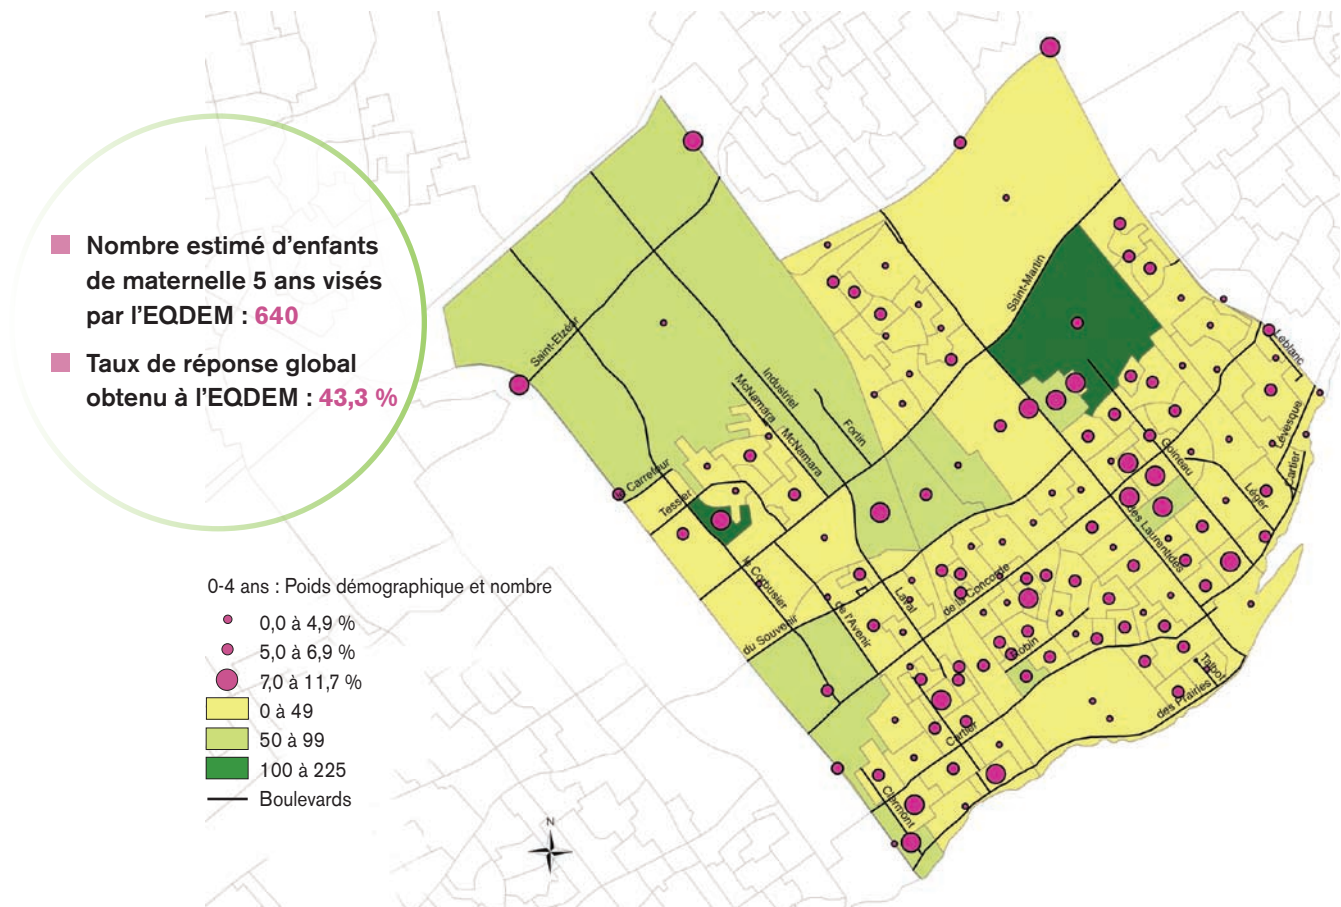 Nombre estimé d'enfants
de maternelle 5 ans visés
par l'EQDEM : 640
Taux de réponse global
obtenu à l'EQDEM : 43,3 %
0-4 ans : Poids démographique et nombre
0,0 à 4,9 %
5,0 à 6,9 %
7,0 à 11,7 %
0 à 49
50 à 99
100 à 225
Boulevards
N
Saint-Martin
Saint-Elzéar
Leblanc
Industriel
McNamara
McNamara
Fortin
Lévesque
Cartier
Goineau
Léger
le Carrefour
Tessier
des Laurentides
le Corbusier
de la Concorde
Laval
de l'Avenir
du Souvenir
Robin
Talbot
des Prairies
Cartier
Clermont